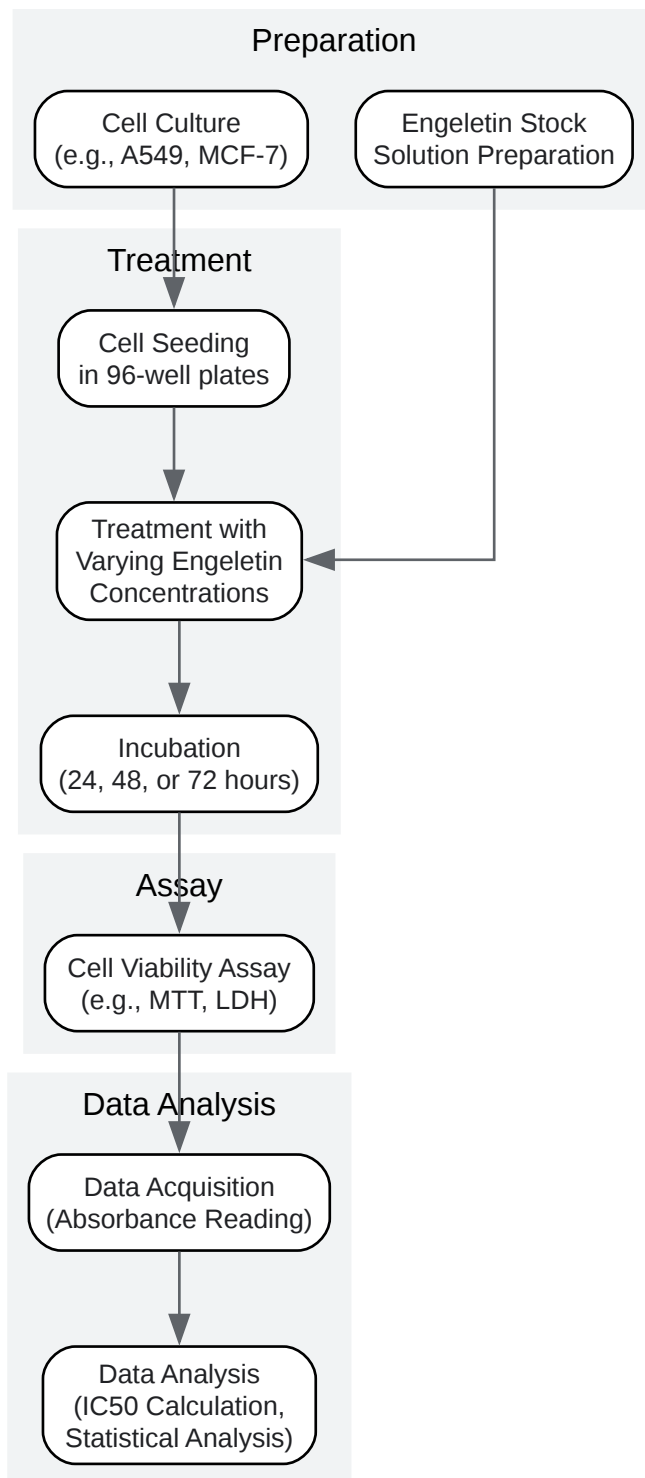 Preparation
Cell Culture
(e.g., A549, MCF-7)
Engeletin Stock
Solution Preparation
Treatment
Cell Seeding
in 96-well plates
Treatment with
Varying Engeletin
Concentrations
Incubation
(24, 48, or 72 hours)
Assay
Cell Viability Assay
(e.g., MTT, LDH)
Data Analysis
Data Acquisition
(Absorbance Reading)
Data Analysis
(IC50 Calculation,
Statistical Analysis)